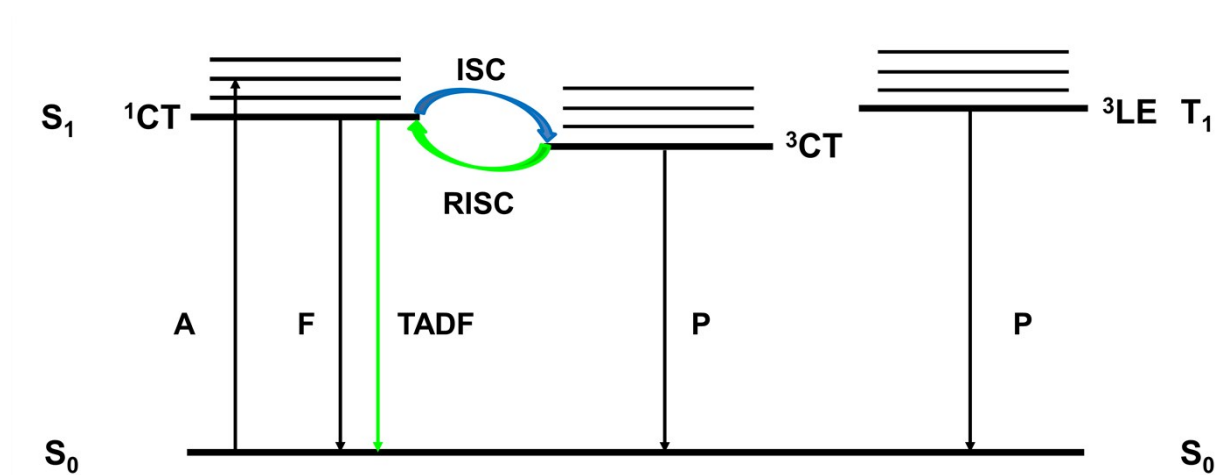 ISC
S₁ ¹CT ³CT ³LE T₁
RISC
A F TADF P P
S₀ S₀